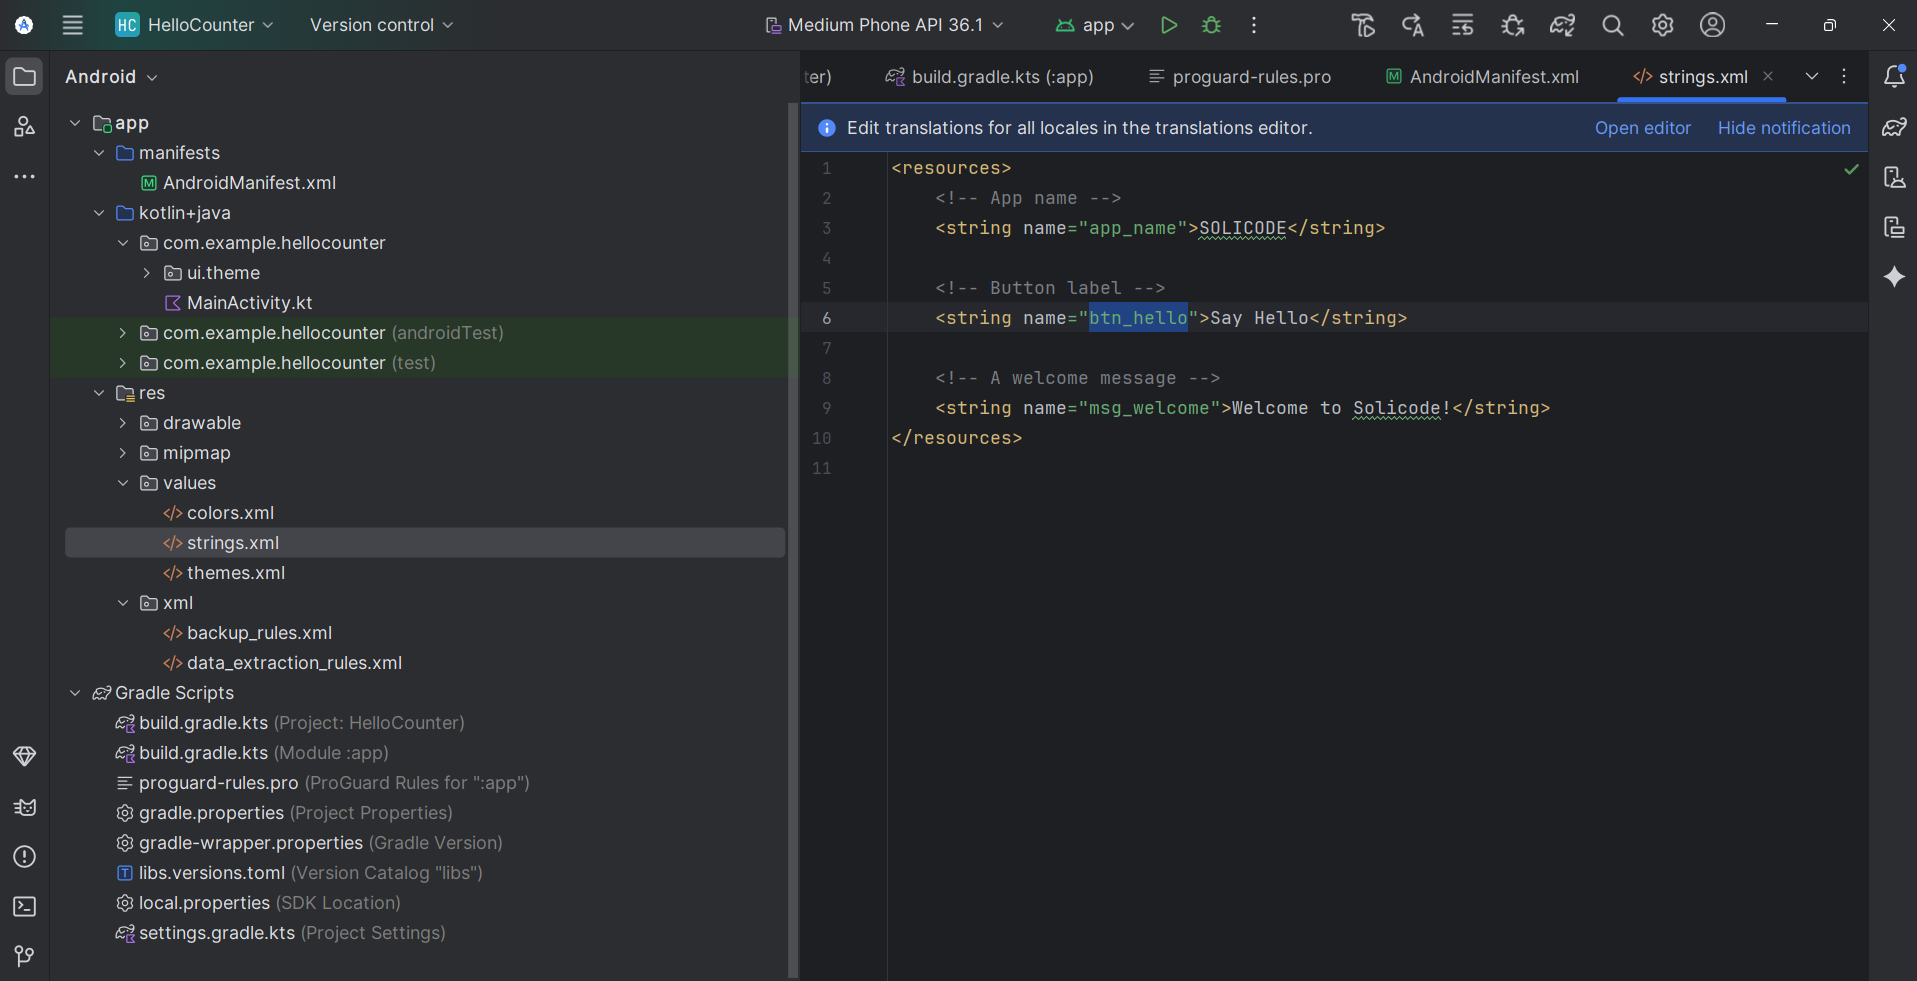 HC HelloCounter
Version control
Medium Phone API 36.1
app
Android
app
manifests
AndroidManifest.xml
kotlin+java
com.example.hellocounter
ui.theme
MainActivity.kt
com.example.hellocounter (androidTest)
com.example.hellocounter (test)
res
drawable
mipmap
values
colors.xml
strings.xml
themes.xml
xml
backup_rules.xml
data_extraction_rules.xml
Gradle Scripts
build.gradle.kts (Project: HelloCounter)
build.gradle.kts (Module :app)
proguard-rules.pro (ProGuard Rules for ":app")
gradle.properties (Project Properties)
gradle-wrapper.properties (Gradle Version)
libs.versions.toml (Version Catalog "libs")
local.properties (SDK Location)
settings.gradle.kts (Project Settings)
ter)
build.gradle.kts (:app)
proguard-rules.pro
AndroidManifest.xml
strings.xml
Edit translations for all locales in the translations editor.
Open editor
Hide notification
1 <resources>
2 <!-- App name -->
3 <string name="app_name">SOLICODE</string>
4
5 <!-- Button label -->
6 <string name="btn_hello">Say Hello</string>
7
8 <!-- A welcome message -->
9 <string name="msg_welcome">Welcome to Solicode!</string>
10 </resources>
11